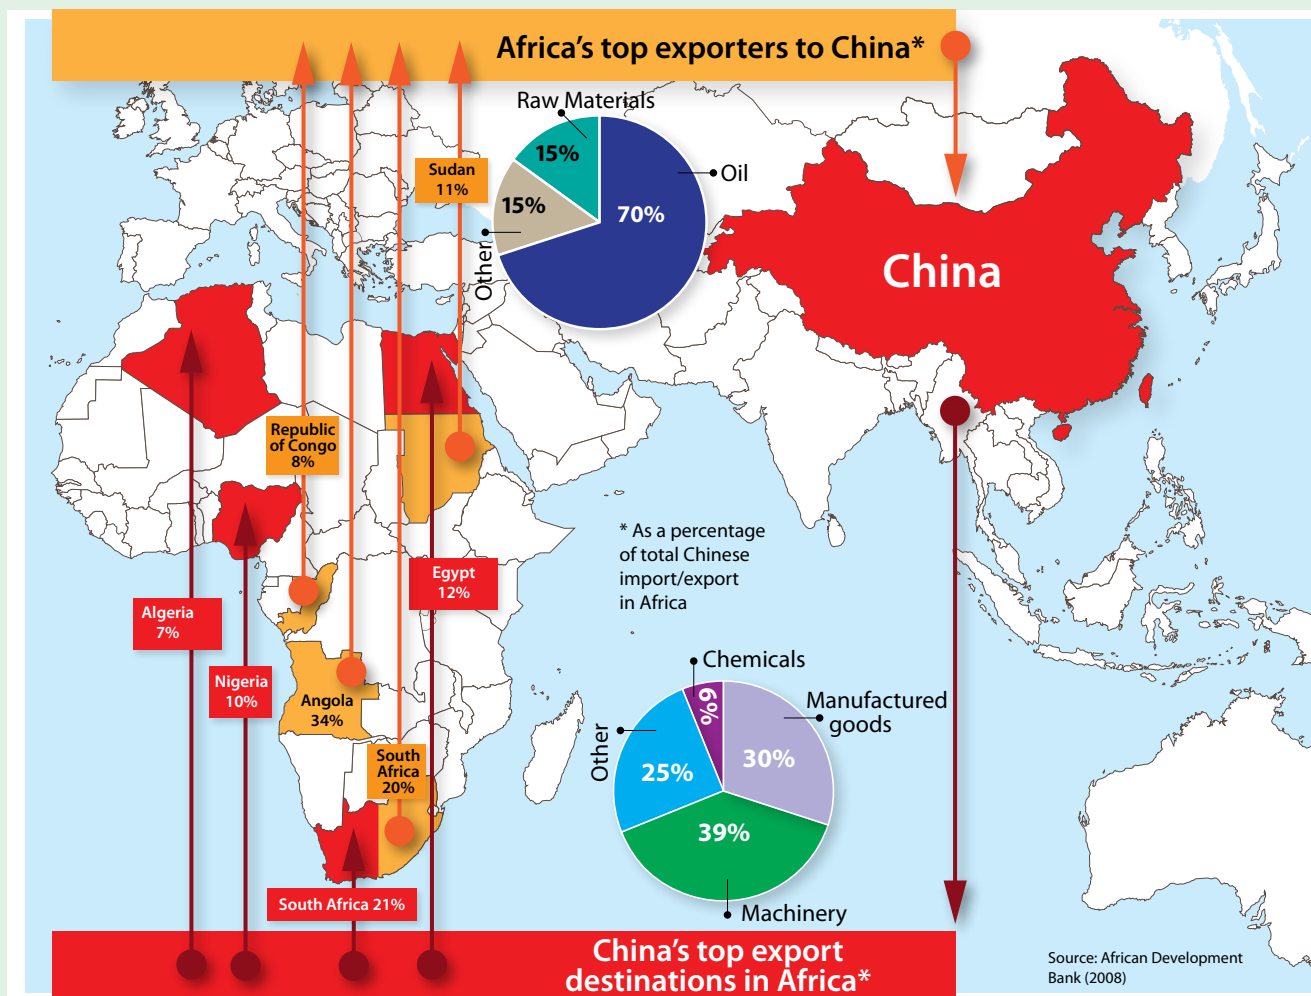 Africa's top exporters to China*
Raw Materials
15%
Oil
70%
15%
Other
Sudan
11%
China
Republic
of Congo
8%
* As a percentage
of total Chinese
import/export
in Africa
Egypt
12%
Algeria
7%
Nigeria
10%
Angola
34%
South
Africa
20%
South Africa 21%
Chemicals
6%
Manufactured
goods
30%
Other
25%
39%
Machinery
China's top export
destinations in Africa*
Source: African Development
Bank (2008)